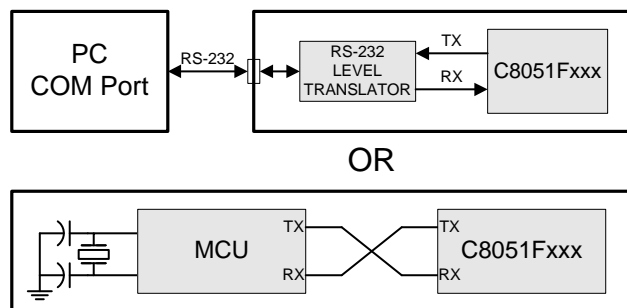 PC
COM Port
RS-232
RS-232
LEVEL
TRANSLATOR
TX
RX
C8051Fxxx
OR
MCU
TX
RX
TX
RX
C8051Fxxx